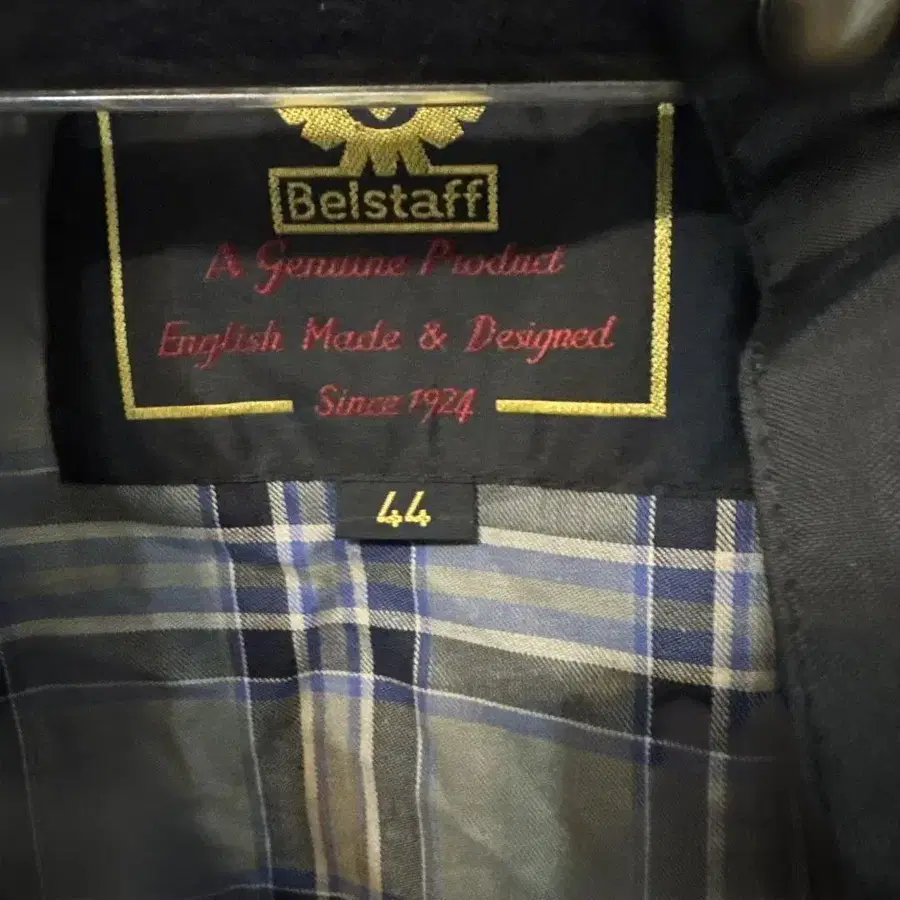 Belstaff
A Genuine Product
English Made & Designed
Since 1924
44